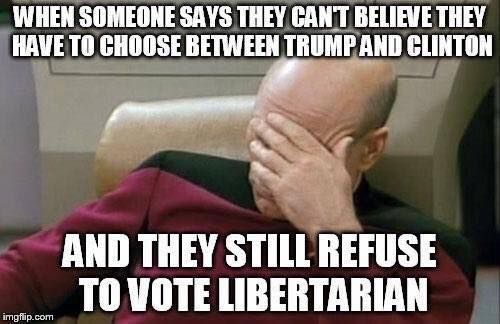 WHEN SOMEONE SAYS THEY CAN'T BELIEVE THEY
HAVE TO CHOOSE BETWEEN TRUMP AND CLINTON
AND THEY STILL REFUSE
TO VOTE LIBERTARIAN
imgflip.com